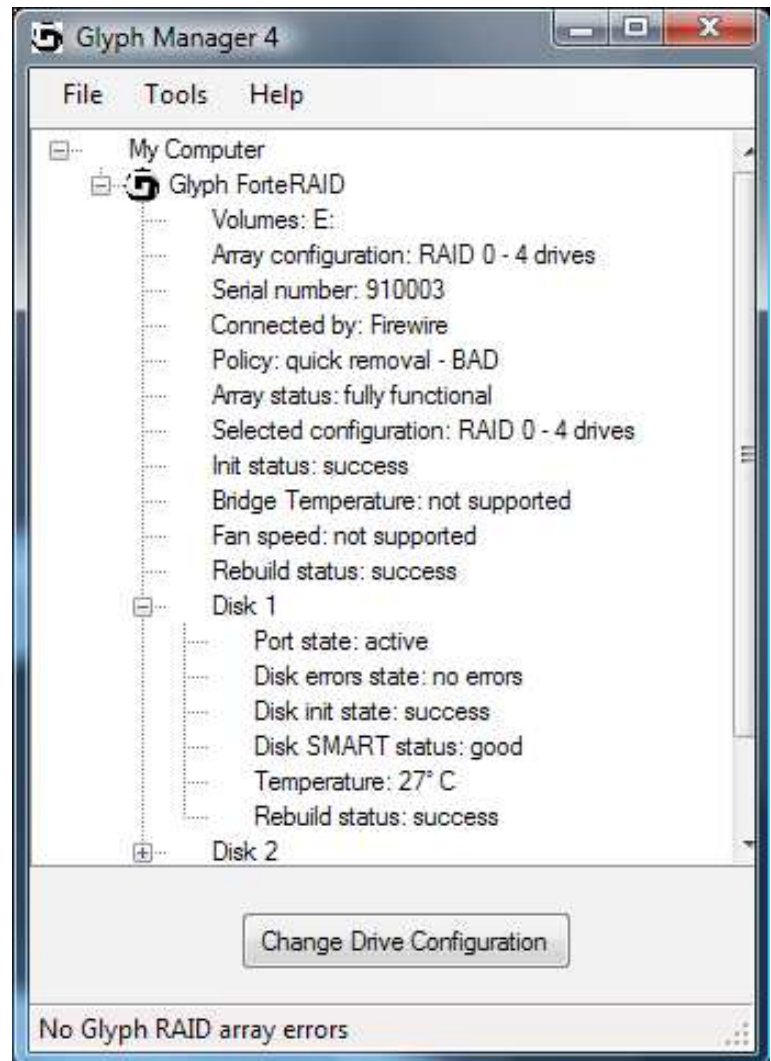 Glyph Manager 4
File Tools Help
My Computer
Glyph ForteRAID
Volumes: E:
Array configuration: RAID 0 - 4 drives
Serial number: 910003
Connected by: Firewire
Policy: quick removal - BAD
Array status: fully functional
Selected configuration: RAID 0 - 4 drives
Init status: success
Bridge Temperature: not supported
Fan speed: not supported
Rebuild status: success
Disk 1
Port state: active
Disk errors state: no errors
Disk init state: success
Disk SMART status: good
Temperature: 27° C
Rebuild status: success
Disk 2
Change Drive Configuration
No Glyph RAID array errors